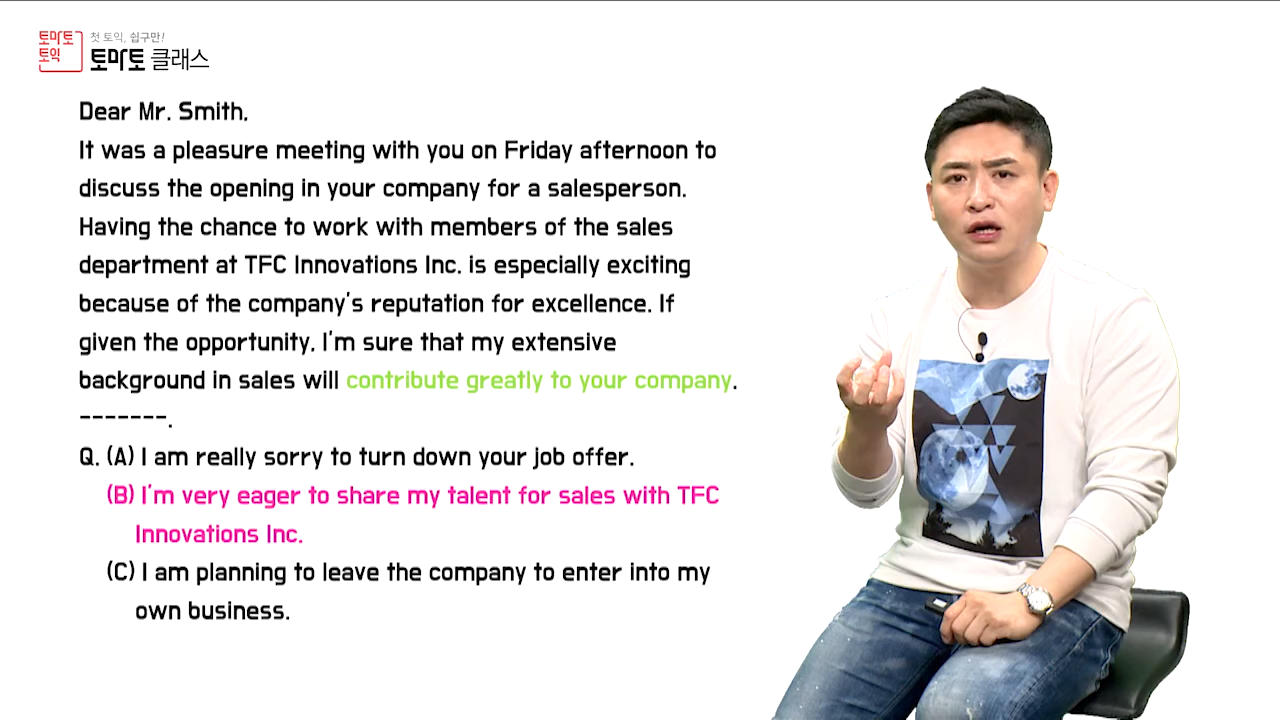 토마토
토익
첫 토익, 쉽구만!
토마토 클래스
Dear Mr. Smith,
It was a pleasure meeting with you on Friday afternoon to
discuss the opening in your company for a salesperson.
Having the chance to work with members of the sales
department at TFC Innovations Inc. is especially exciting
because of the company's reputation for excellence. If
given the opportunity, I'm sure that my extensive
background in sales will contribute greatly to your company.
-------.
Q. (A) I am really sorry to turn down your job offer.
(B) I'm very eager to share my talent for sales with TFC
Innovations Inc.
(C) I am planning to leave the company to enter into my
own business.